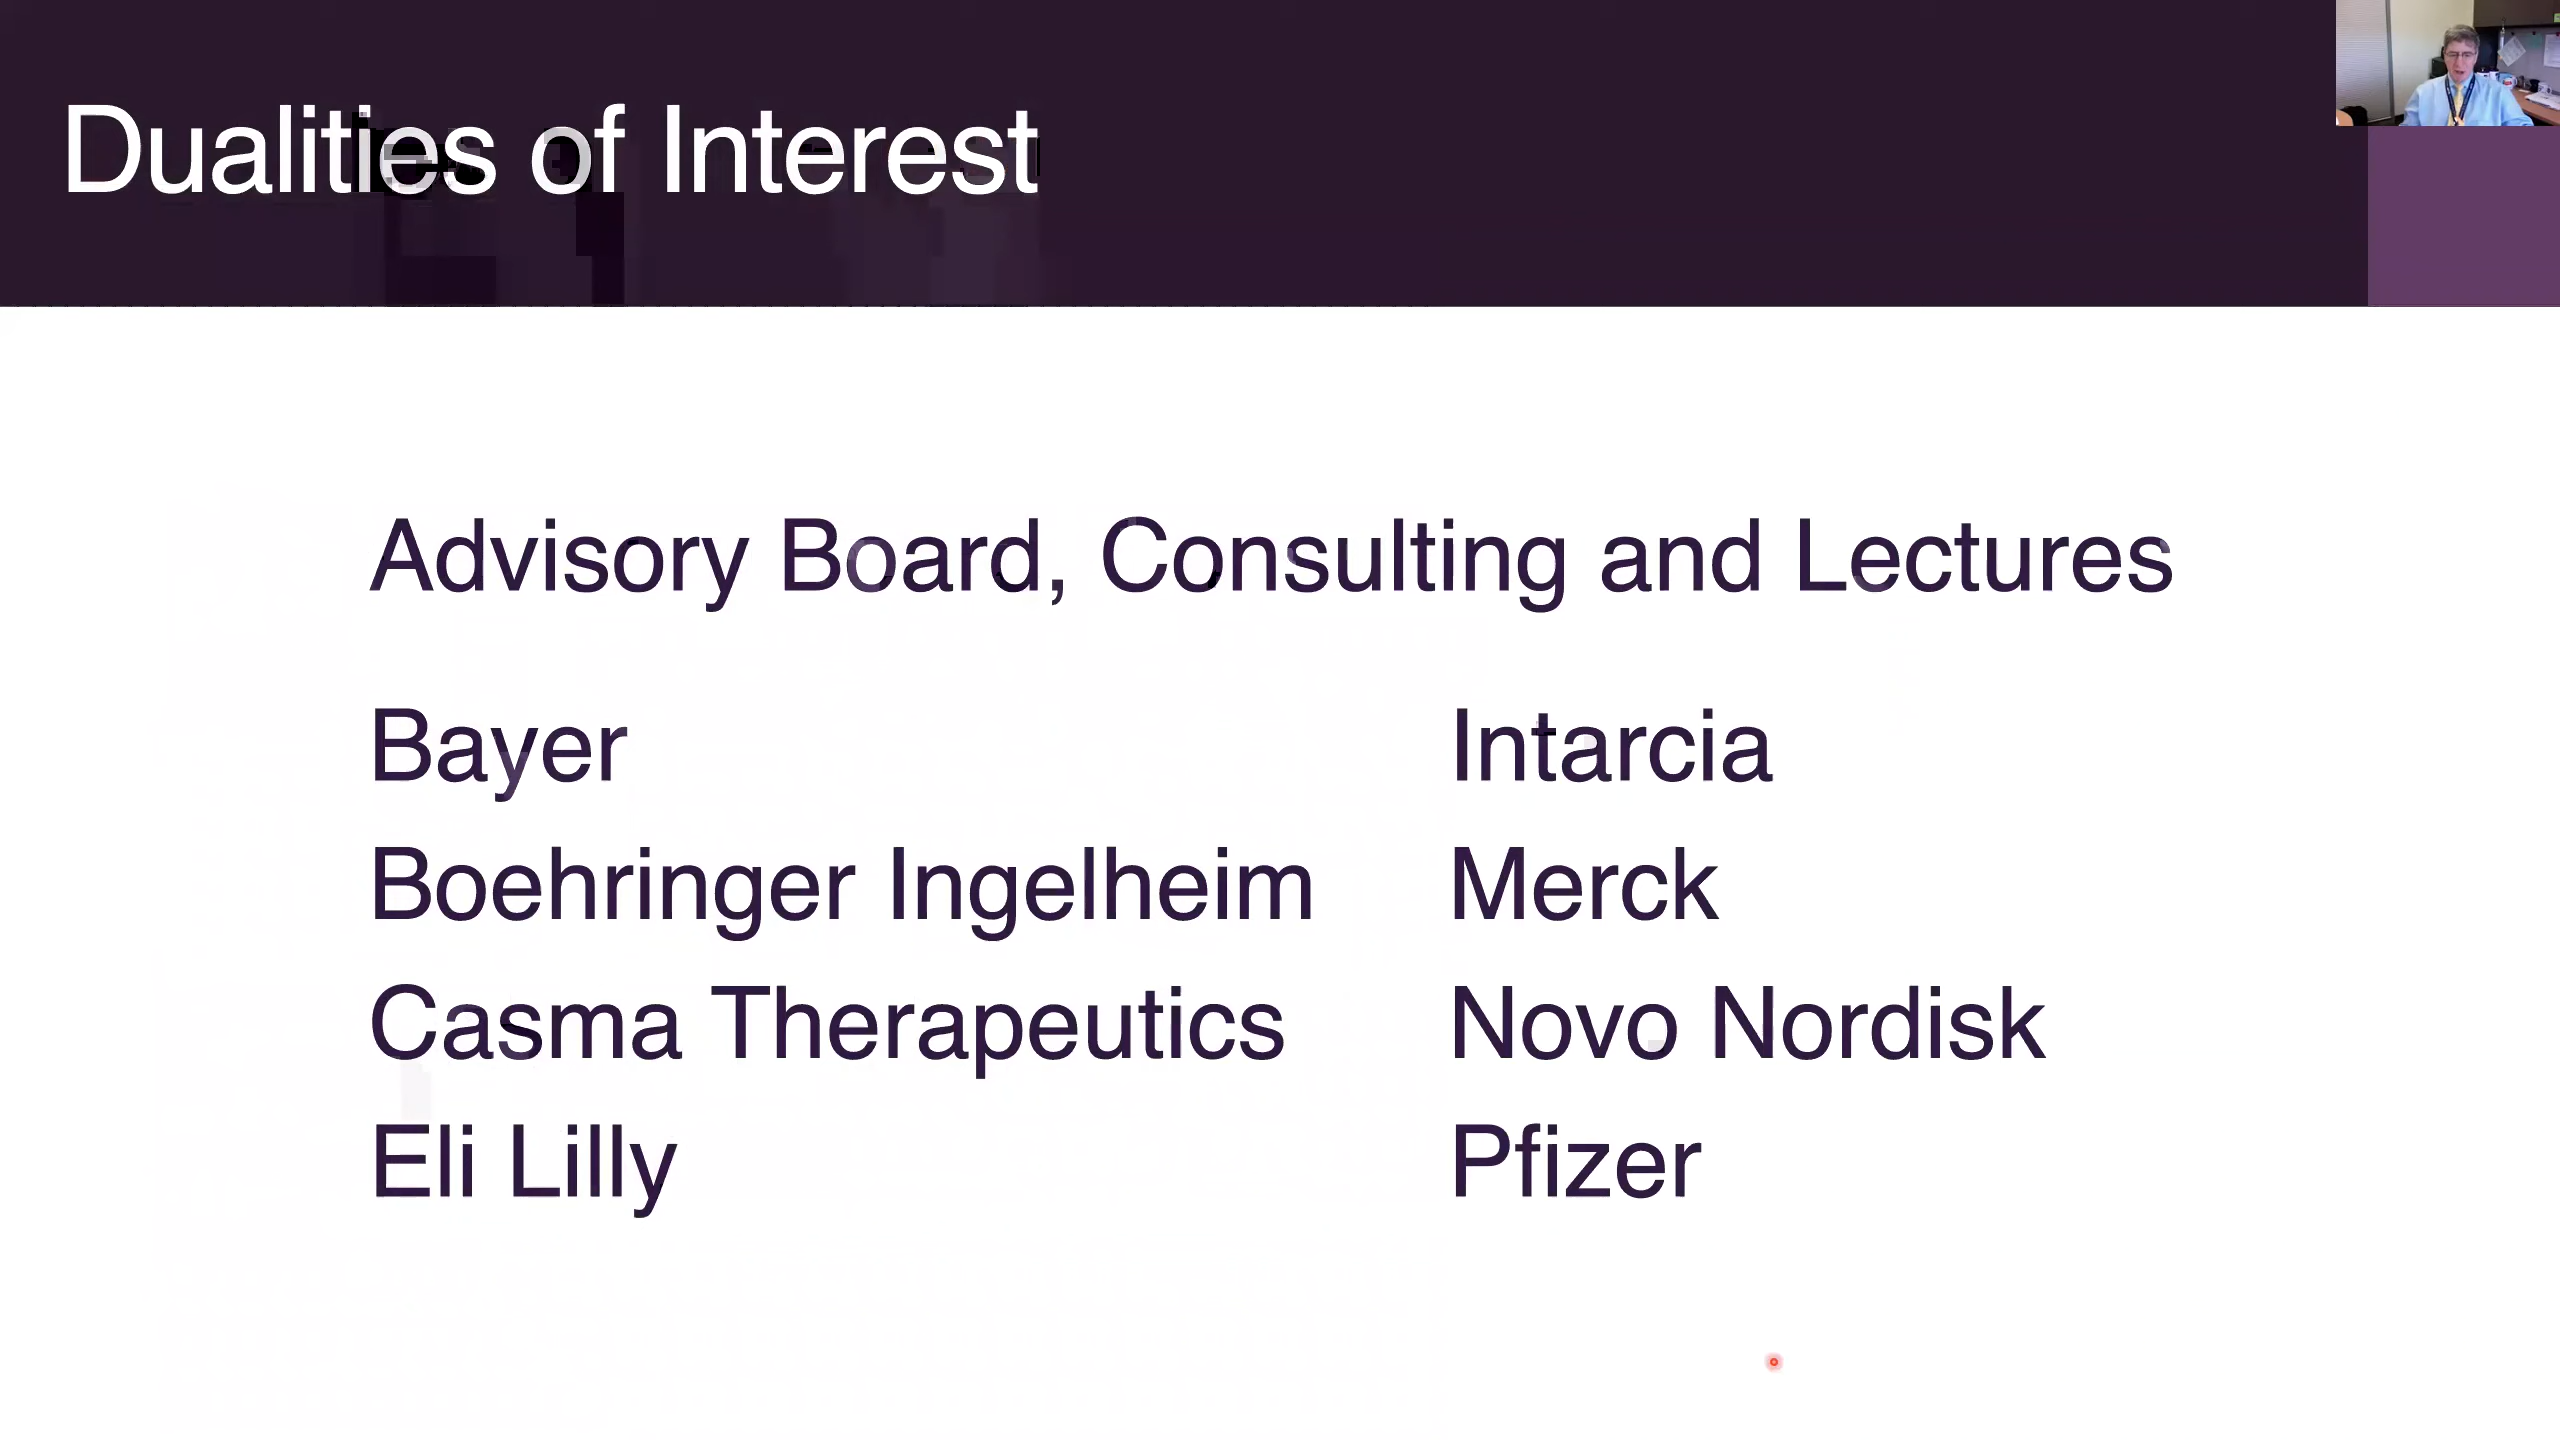 Dualities of Interest
Advisory Board, Consulting and Lectures
Bayer
Boehringer Ingelheim
Casma Therapeutics
Eli Lilly
Intarcia
Merck
Novo Nordisk
Pfizer